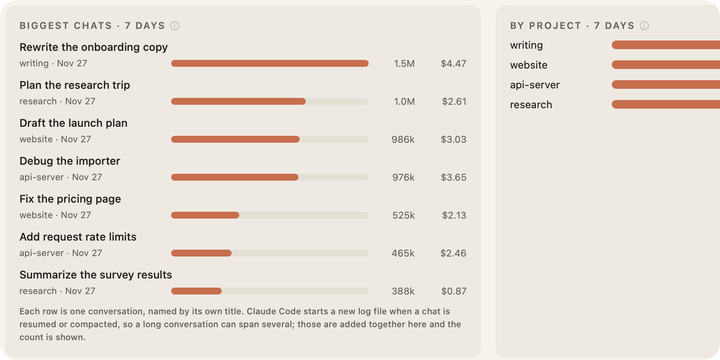 BIGGEST CHATS · 7 DAYS
Rewrite the onboarding copy
writing · Nov 27 1.5M $4.47
Plan the research trip
research · Nov 27 1.0M $2.61
Draft the launch plan
website · Nov 27 986k $3.03
Debug the importer
api-server · Nov 27 976k $3.65
Fix the pricing page
website · Nov 27 525k $2.13
Add request rate limits
api-server · Nov 27 465k $2.46
Summarize the survey results
research · Nov 27 388k $0.87
Each row is one conversation, named by its own title. Claude Code starts a new log file when a chat is
resumed or compacted, so a long conversation can span several; those are added together here and the
count is shown.
BY PROJECT · 7 DAYS
writing
website
api-server
research